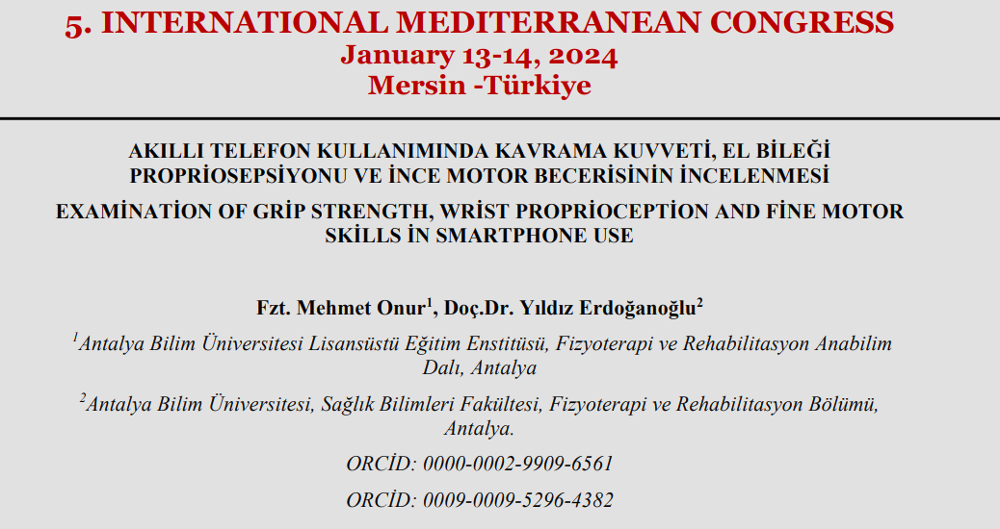 5. INTERNATIONAL MEDITERRANEAN CONGRESS
January 13-14, 2024
Mersin -Türkiye
AKILLI TELEFON KULLANIMINDA KAVRAMA KUVVETİ, EL BİLEĞİ
PROPRİOSEPSİYONU VE İNCE MOTOR BECERİSİNİN İNCELENMESİ
EXAMİNATİON OF GRİP STRENGTH, WRİST PROPRİOCEPTİON AND FİNE MOTOR
SKİLLS İN SMARTPHONE USE
Fzt. Mehmet Onur1, Doç.Dr. Yıldız Erdoğanoğlu2
1Antalya Bilim Üniversitesi Lisansüstü Eğitim Enstitüsü, Fizyoterapi ve Rehabilitasyon Anabilim
Dalı, Antalya
2Antalya Bilim Üniversitesi, Sağlık Bilimleri Fakültesi, Fizyoterapi ve Rehabilitasyon Bölümü,
Antalya.
ORCİD: 0000-0002-9909-6561
ORCİD: 0009-0009-5296-4382